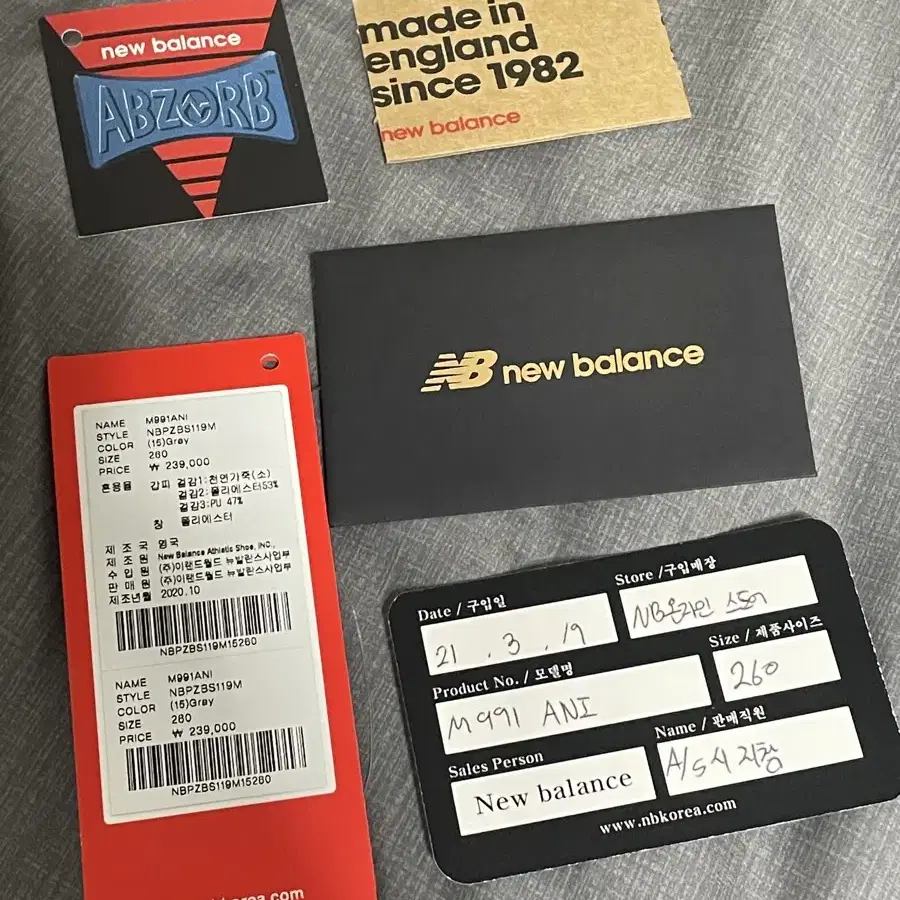 new balance
ABZORB™
made in
england
since 1982
new balance
NB new balance
NAME M991ANI
STYLE NBPZBS119M
COLOR (15)Grey
SIZE 260
PRICE ₩ 239,000
혼용율 갑피 겉감1:천연가죽(소)
겉감2:폴리에스터53%
겉감3:PU 47%
창 폴리에스터
제 조 국 영국
제 조 원 New Balance Athletic Shoe, INC.,
수 입 원 (주)이랜드월드 뉴발란스사업부
판 매 원 (주)이랜드월드 뉴발란스사업부
제조년월 2020.10
NBPZBS119M15260
NAME M991ANI
STYLE NBPZBS119M
COLOR (15)Grey
SIZE 260
PRICE ₩ 239,000
NBPZBS119M15260
Date / 구입일
21 . 3 . 19
Store / 구입매장
NB온라인 스토어
Product No. / 모델명
M991 ANI
Size / 제품사이즈
260
Sales Person
New balance
Name / 판매직원
A/S시 지참
www.nbkorea.com